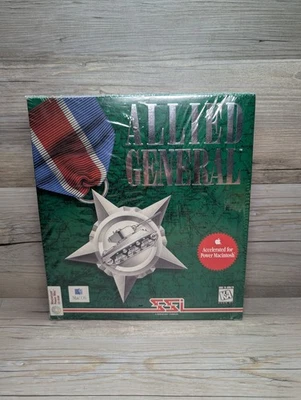 ALLIED
GENERAL
Accelerated for
Power Macintosh
SSI